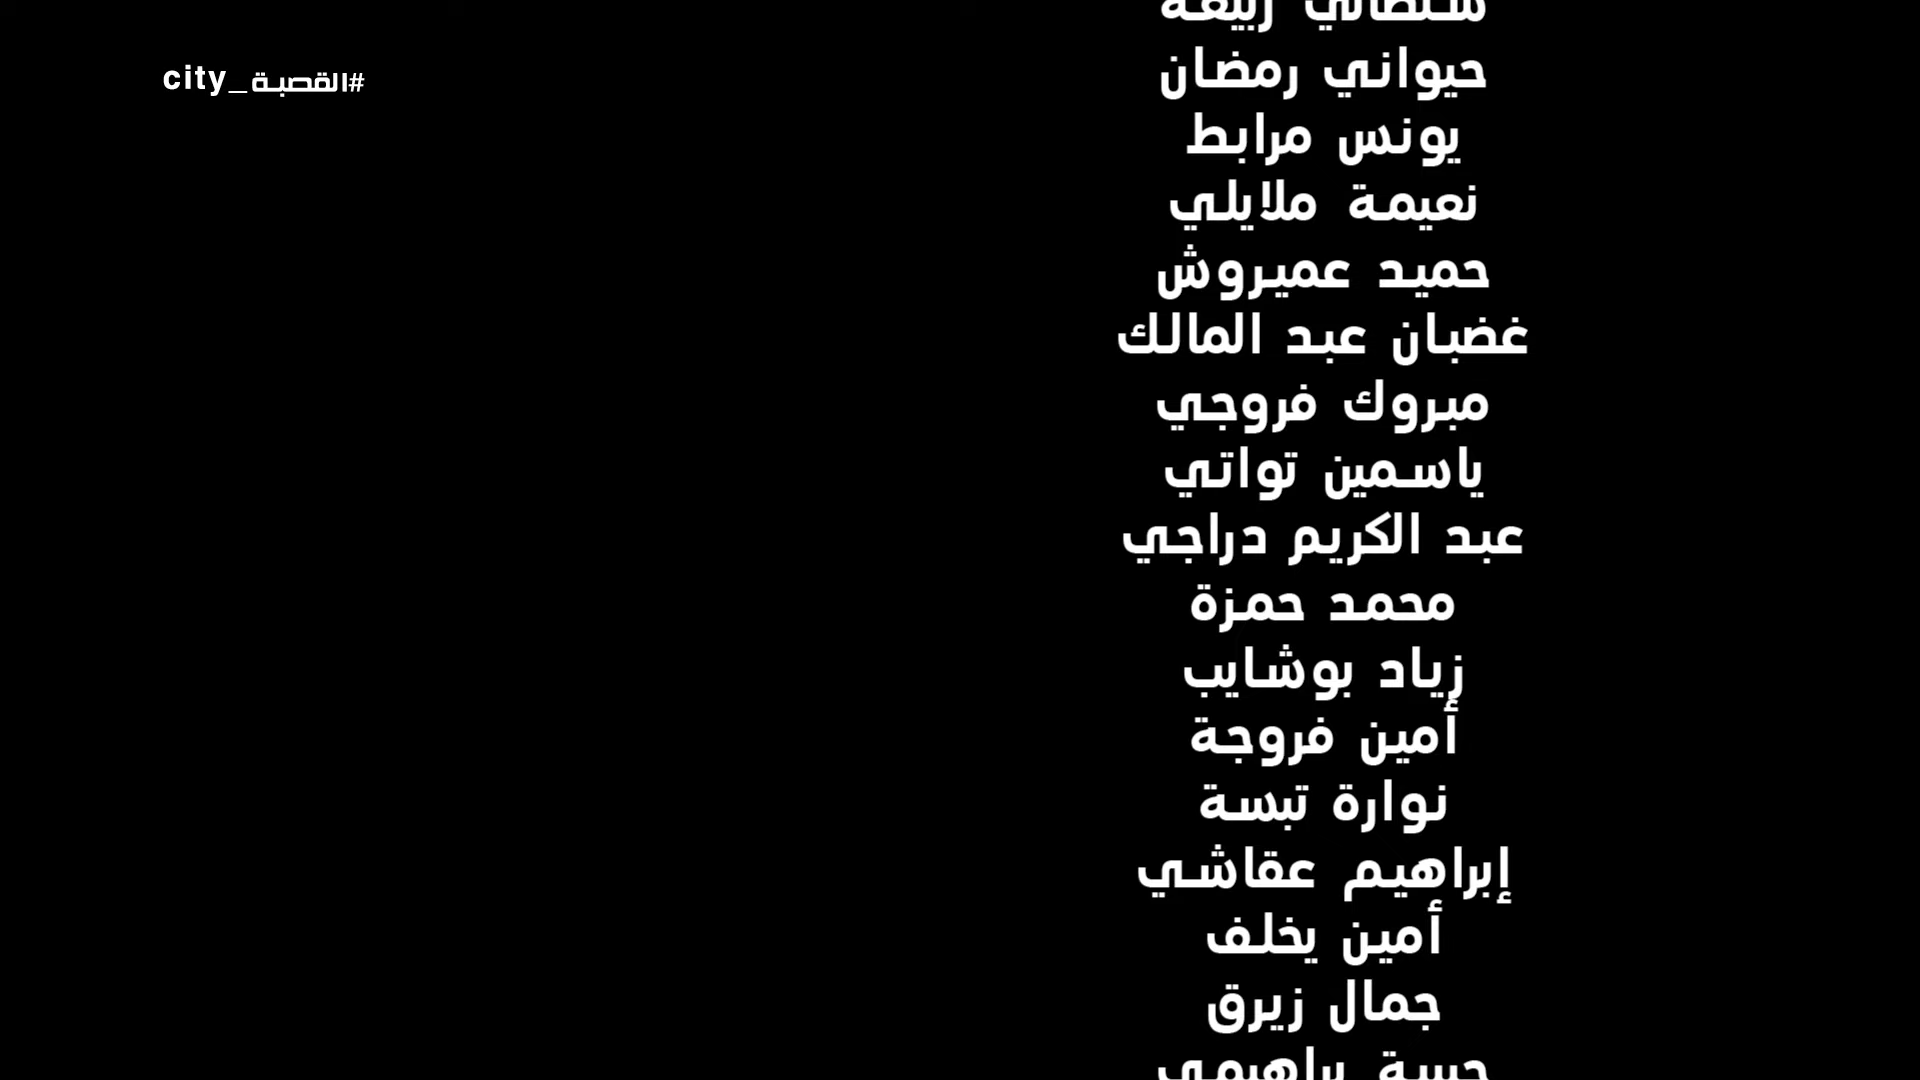 #القصبة_city
حيواني رمضان
يونس مرابط
نعيمة ملايلي
حميد عميروش
غضبان عبد المالك
مبروك فروجي
ياسمين تواتي
عبد الكريم دراجي
محمد حمزة
زياد بوشايب
أمين فروجة
نوارة تبسة
إبراهيم عقاشي
أمين يخلف
جمال زيرق